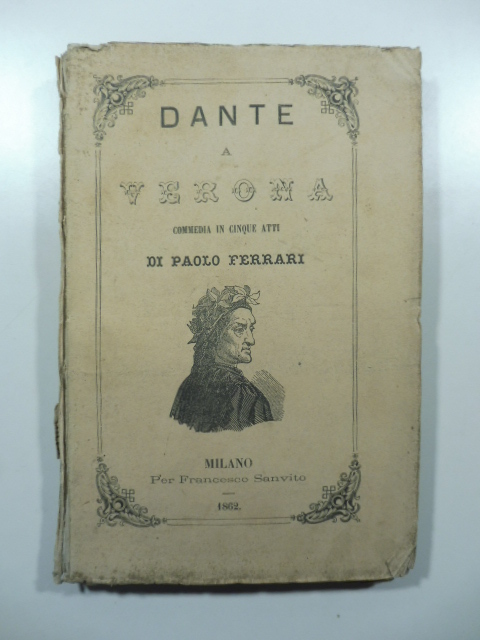 DANTE
A
VERONA
COMMEDIA IN CINQUE ATTI
DI PAOLO FERRARI
MILANO
Per Francesco Sanvito
1862.